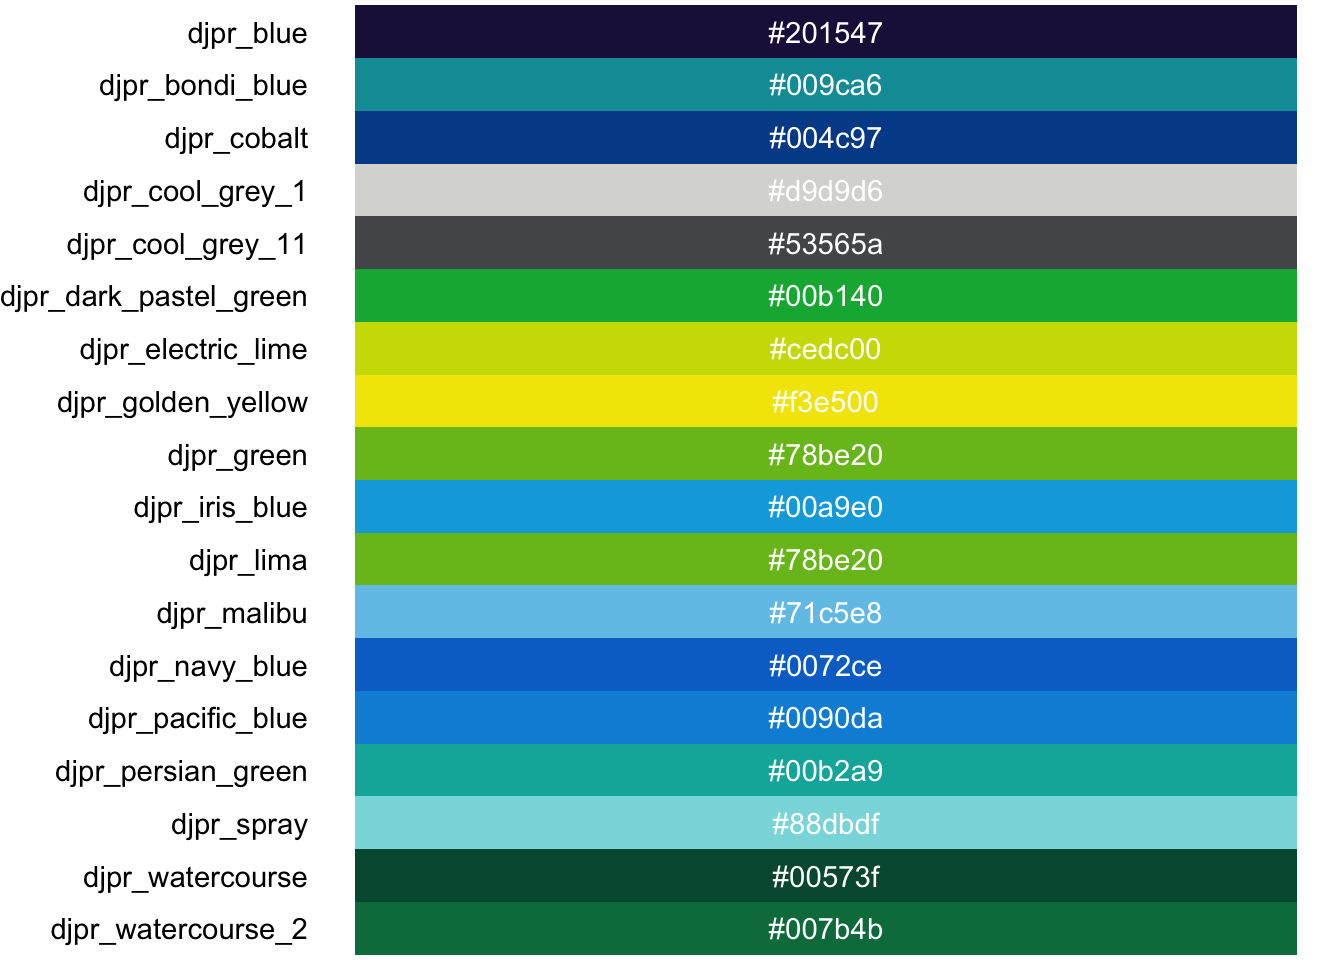 djpr_blue #201547
djpr_bondi_blue #009ca6
djpr_cobalt #004c97
djpr_cool_grey_1 #d9d9d6
djpr_cool_grey_11 #53565a
djpr_dark_pastel_green #00b140
djpr_electric_lime #cedc00
djpr_golden_yellow #f3e500
djpr_green #78be20
djpr_iris_blue #00a9e0
djpr_lima #78be20
djpr_malibu #71c5e8
djpr_navy_blue #0072ce
djpr_pacific_blue #0090da
djpr_persian_green #00b2a9
djpr_spray #88dbdf
djpr_watercourse #00573f
djpr_watercourse_2 #007b4b